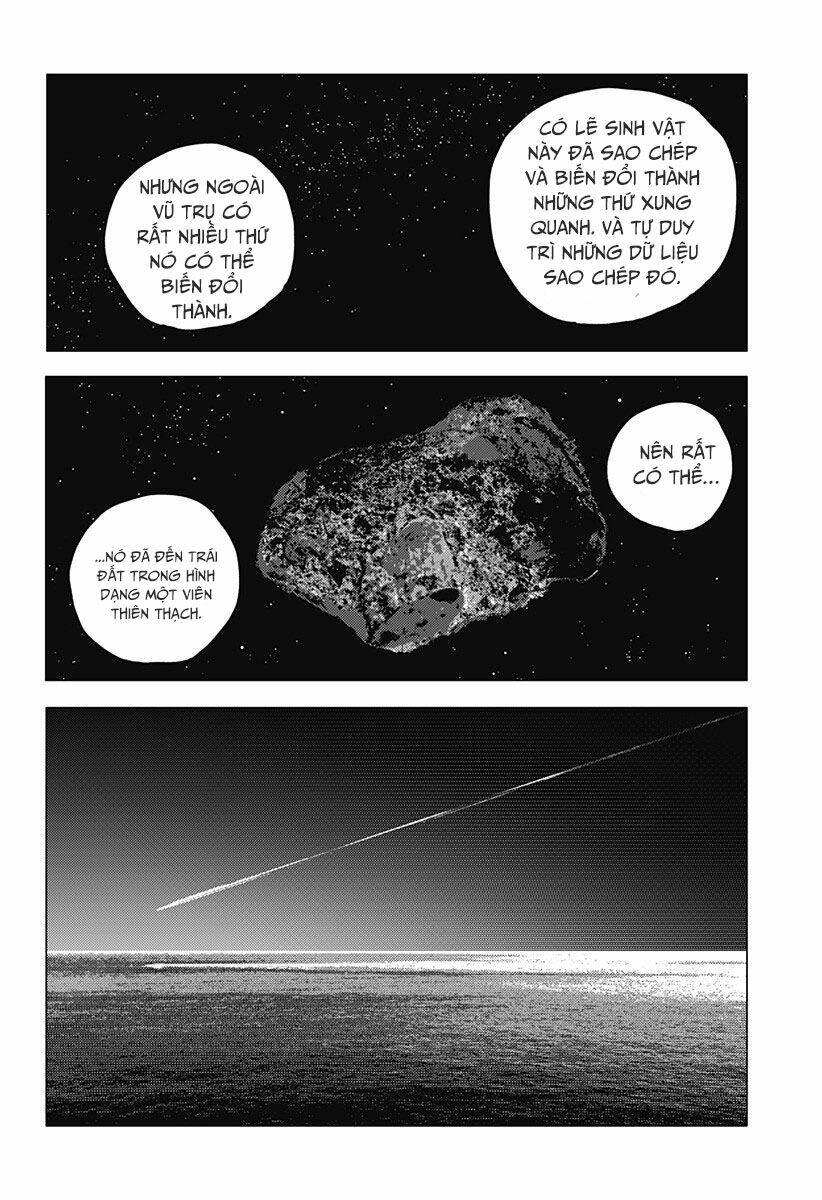 CÓ LẼ SINH VẬT
NÀY ĐÃ SAO CHÉP
VÀ BIẾN ĐỔI THÀNH
NHỮNG THỨ XUNG
QUANH. VÀ TỰ DUY
TRÌ NHỮNG DỮ LIỆU
SAO CHÉP ĐÓ.
NHƯNG NGOÀI
VŨ TRỤ CÓ
RẤT NHIỀU THỨ
NÓ CÓ THỂ
BIẾN ĐỔI
THÀNH.
NÊN RẤT
CÓ THỂ...
...NÓ ĐÃ ĐẾN TRÁI
ĐẤT TRONG HÌNH
DẠNG MỘT VIÊN
THIÊN THẠCH.